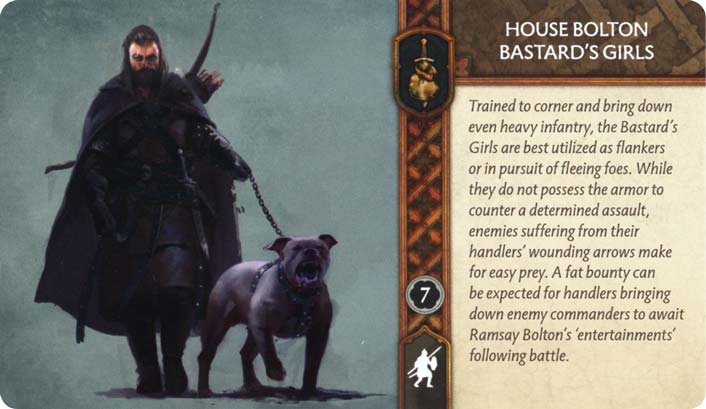 HOUSE BOLTON
BASTARD'S GIRLS
Trained to corner and bring down
even heavy infantry, the Bastard's
Girls are best utilized as flankers
or in pursuit of fleeing foes. While
they do not possess the armor to
counter a determined assault,
enemies suffering from their
handlers' wounding arrows make
for easy prey. A fat bounty can
be expected for handlers bringing
down enemy commanders to await
Ramsay Bolton's 'entertainments'
following battle.
7